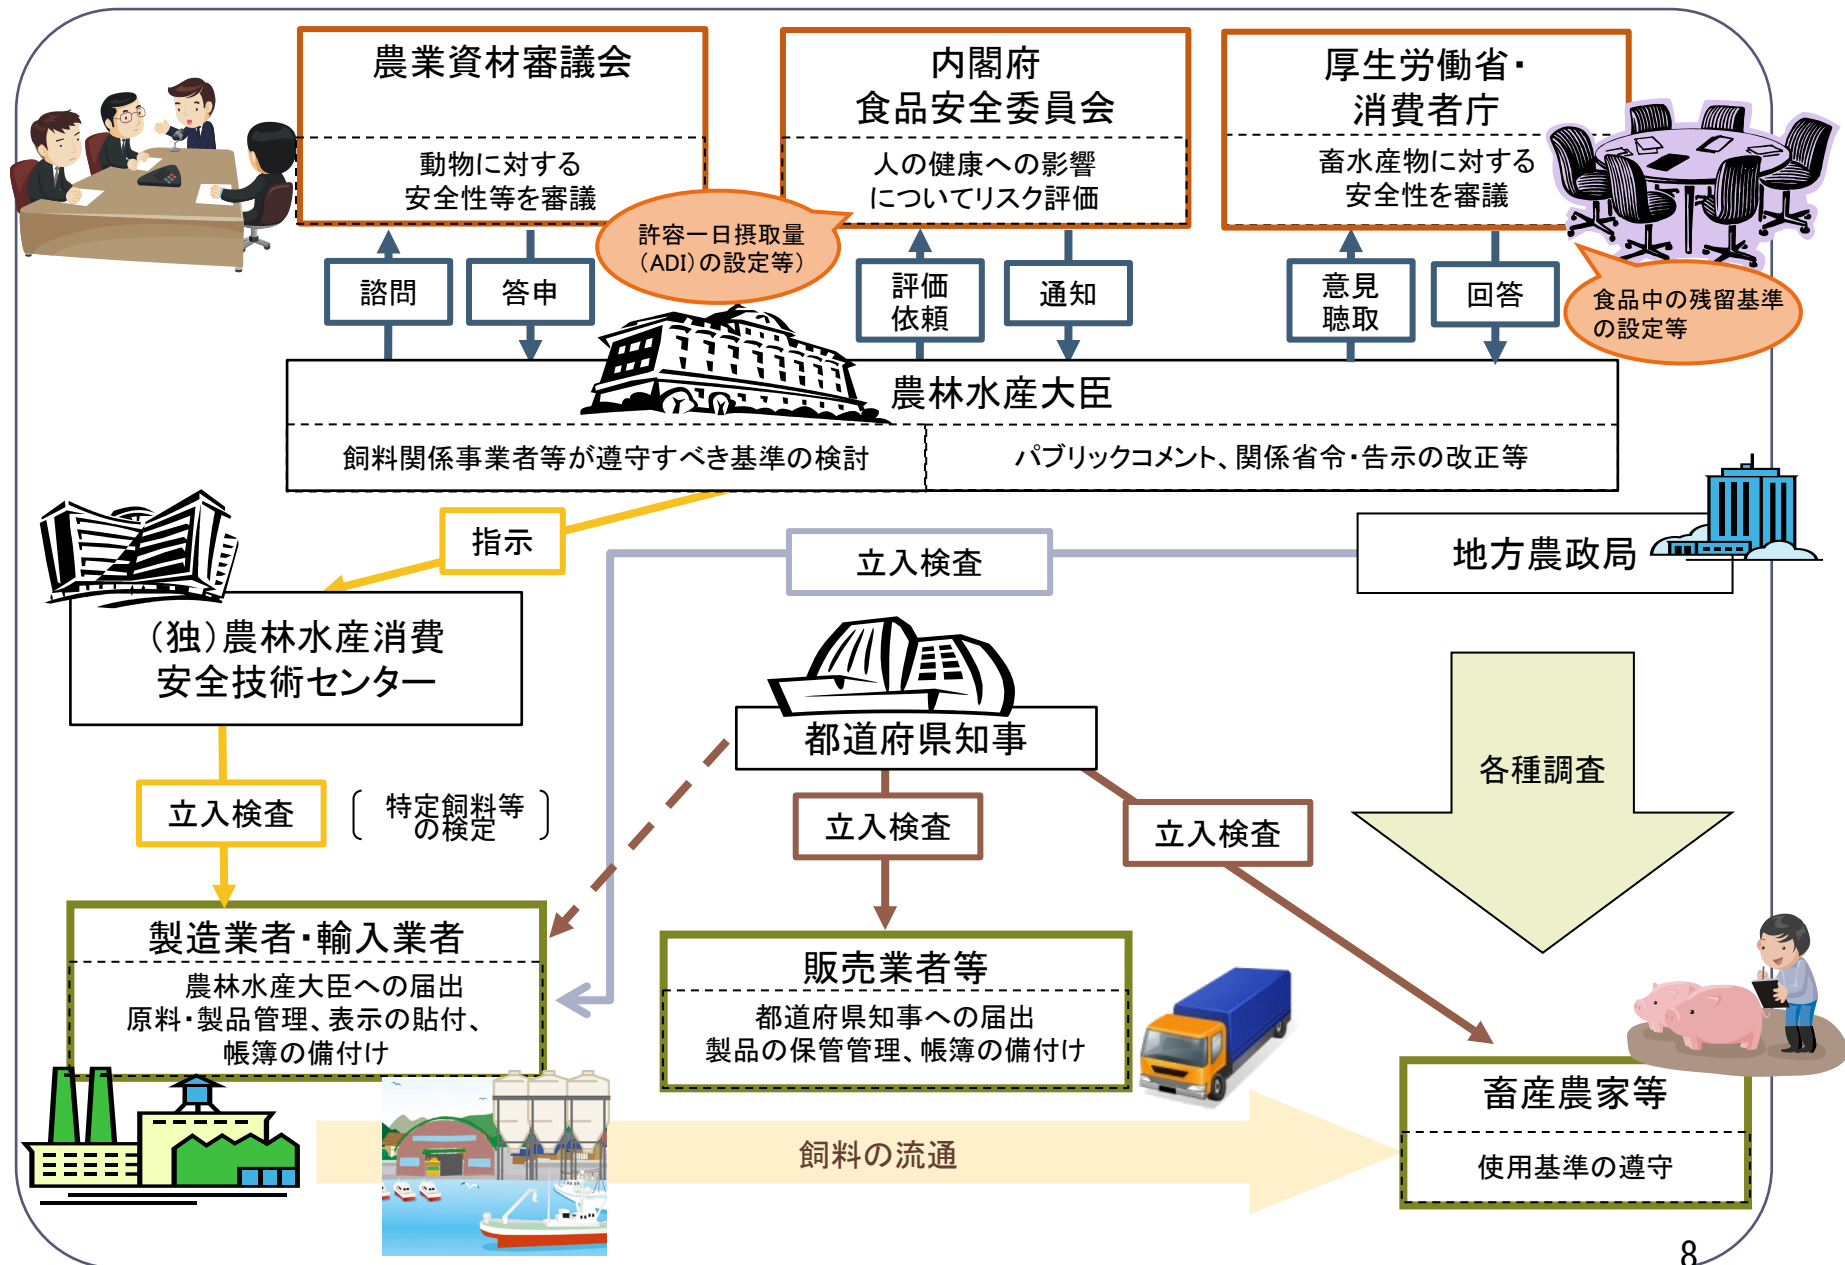 農業資材審議会
動物に対する
安全性等を審議
内閣府
食品安全委員会
人の健康への影響
についてリスク評価
厚生労働省・
消費者庁
畜水産物に対する
安全性を審議
許容一日摂取量
(ADI)の設定等)
食品中の残留基準
の設定等
諮問
答申
評価
依頼
通知
意見
聴取
回答
農林水産大臣
飼料関係事業者等が遵守すべき基準の検討
パブリックコメント、関係省令・告示の改正等
指示
立入検査
地方農政局
(独)農林水産消費
安全技術センター
都道府県知事
各種調査
立入検査
特定飼料等
の検定
立入検査
立入検査
製造業者・輸入業者
農林水産大臣への届出
原料・製品管理、表示の貼付、
帳簿の備付け
販売業者等
都道府県知事への届出
製品の保管管理、帳簿の備付け
畜産農家等
使用基準の遵守
飼料の流通
8